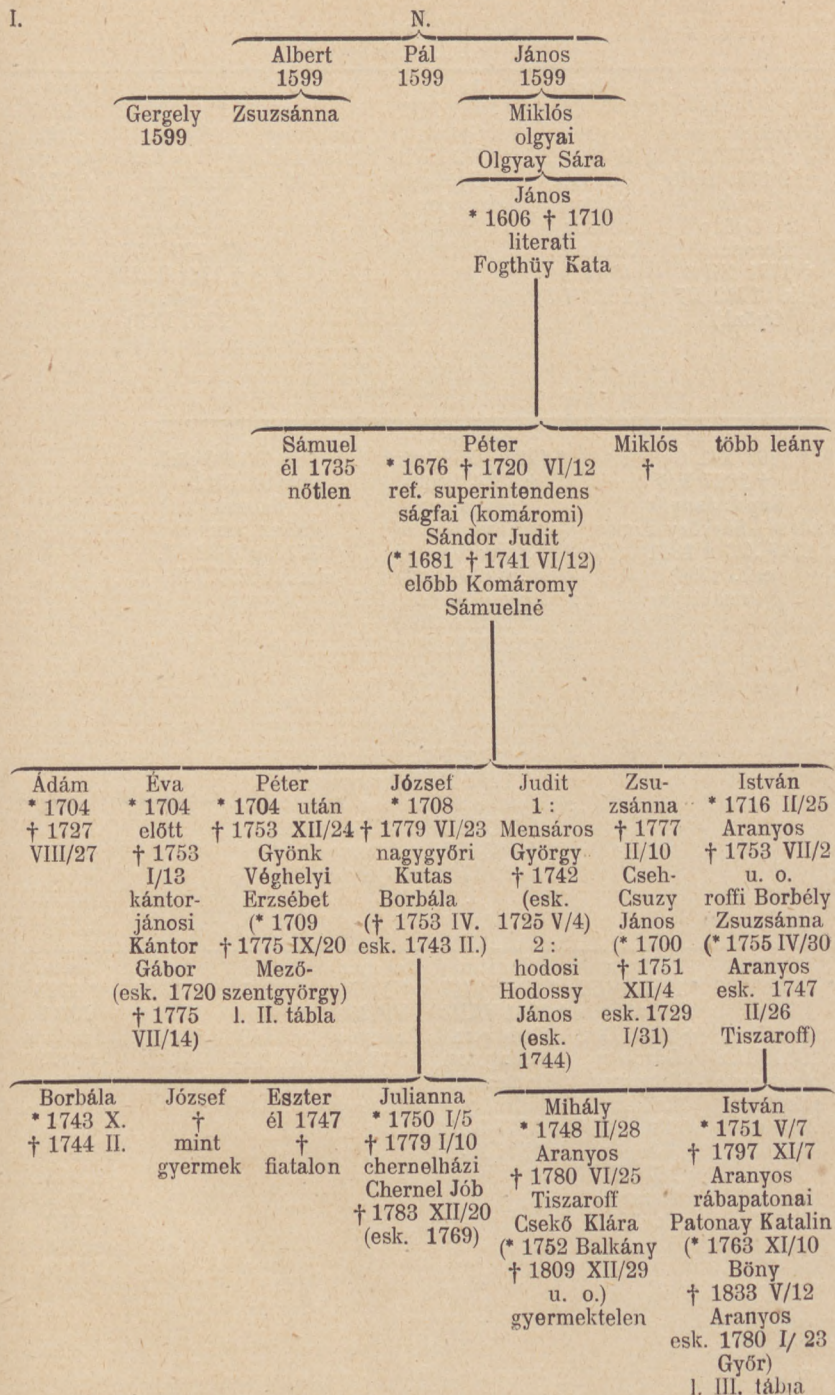 I.
N.
Albert
1599
Pál
1599
János
1599
Gergely
1599
Zsuzsánna
Miklós
olgyai
Olgyay Sára
János
* 1606 † 1710
literati
Fogthüy Kata
Sámuel
él 1735
nőtlen
Péter
* 1676 † 1720 VI/12
ref. superintendens
ságfai (komáromi)
Sándor Judit
(* 1681 † 1741 VI/12)
előbb Komáromy
Sámuelné
Miklós
†
több leány
Ádám
* 1704
† 1727
VIII/27
Éva
* 1704
előtt
† 1753
I/13
kántor-
jánosi
Kántor
Gábor
(esk. 1720
† 1775
VII/14)
Péter
* 1704 után
† 1753 XII/24
Gyönk
Véghelyi
Erzsébet
(* 1709
† 1775 IX/20
Mező-
szentgyörgy)
l. II. tábla
József
* 1708
† 1779 VI/23
nagygyőri
Kutas
Borbála
(† 1753 IV.
esk. 1743 II.)
Judit
1 :
Mensáros
György
† 1742
(esk.
1725 V/4)
2 :
hodosi
Hodossy
János
(esk.
1744)
Zsu-
zsánna
† 1777
II/10
Cseh-
Csuzy
János
(* 1700
† 1751
XII/4
esk. 1729
I/31)
István
* 1716 II/25
Aranyos
† 1753 VII/2
u. o.
roffi Borbély
Zsuzsánna
(* 1755 IV/30
Aranyos
esk. 1747
II/26
Tiszaroff)
Borbála
* 1743 X.
† 1744 II.
József
†
mint
gyermek
Eszter
él 1747
†
fiatalon
Julianna
* 1750 I/5
† 1779 I/10
chernelházi
Chernel Jób
† 1783 XII/20
(esk. 1769)
Mihály
* 1748 II/28
Aranyos
† 1780 VI/25
Tiszaroff
Csekő Klára
(* 1752 Balkány
† 1809 XII/29
u. o.)
gyermektelen
István
* 1751 V/7
† 1797 XI/7
Aranyos
rábapatonai
Patonay Katalin
(* 1763 XI/10
Böny
† 1833 V/12
Aranyos
esk. 1780 I/ 23
Győr)
l. III. tábla